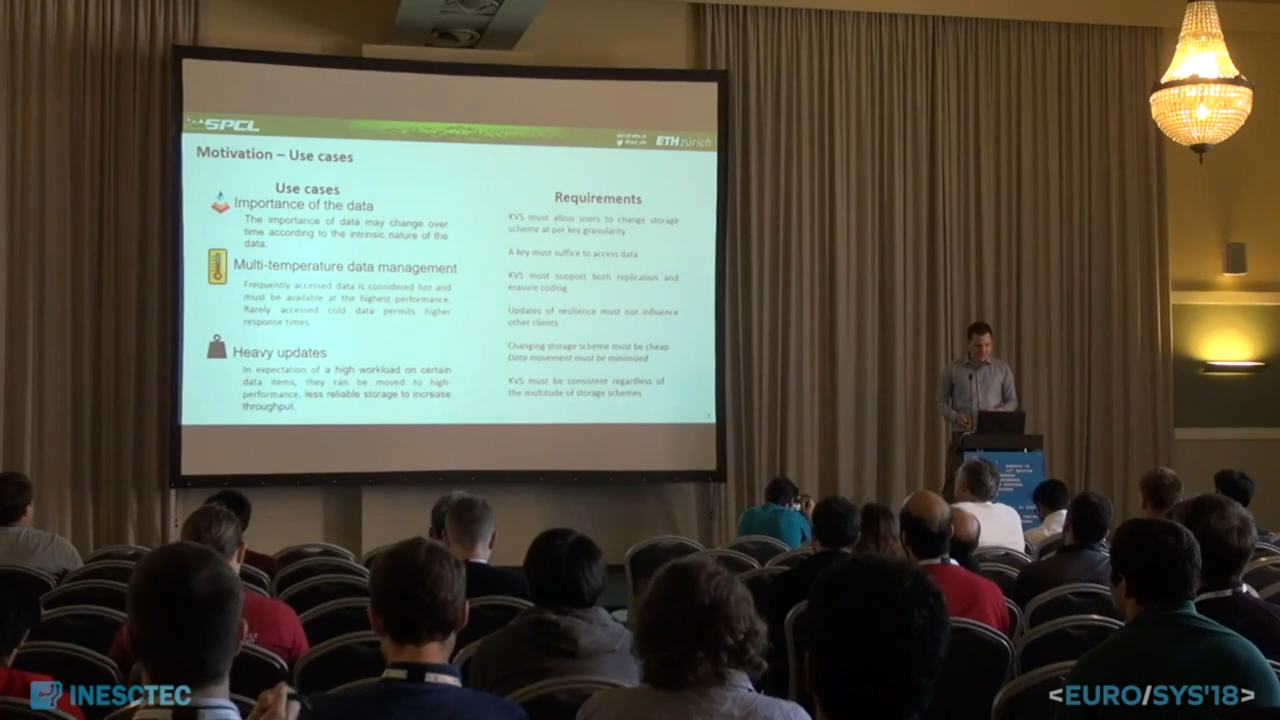 SPCL
ETH zürich
Motivation – Use cases
Use cases
Importance of the data
The importance of data may change over
time according to the intrinsic nature of the
data.
Multi-temperature data management
Frequently accessed data is considered hot and
must be available at the highest performance.
Rarely accessed cold data permits higher
response times.
Heavy updates
In expectation of a high workload on certain
data items, they can be moved to high-
performance, less reliable storage to increase
throughput.
Requirements
KVS must allow users to change storage
scheme at per key granularity
A key must suffice to access data
KVS must support both replication and
erasure coding
Updates of resilience must not influence
other clients
Changing storage scheme must be cheap
Data movement must be minimized
KVS must be consistent regardless of
the multitude of storage schemes
INESCTEC
<EURO/SYS'18>